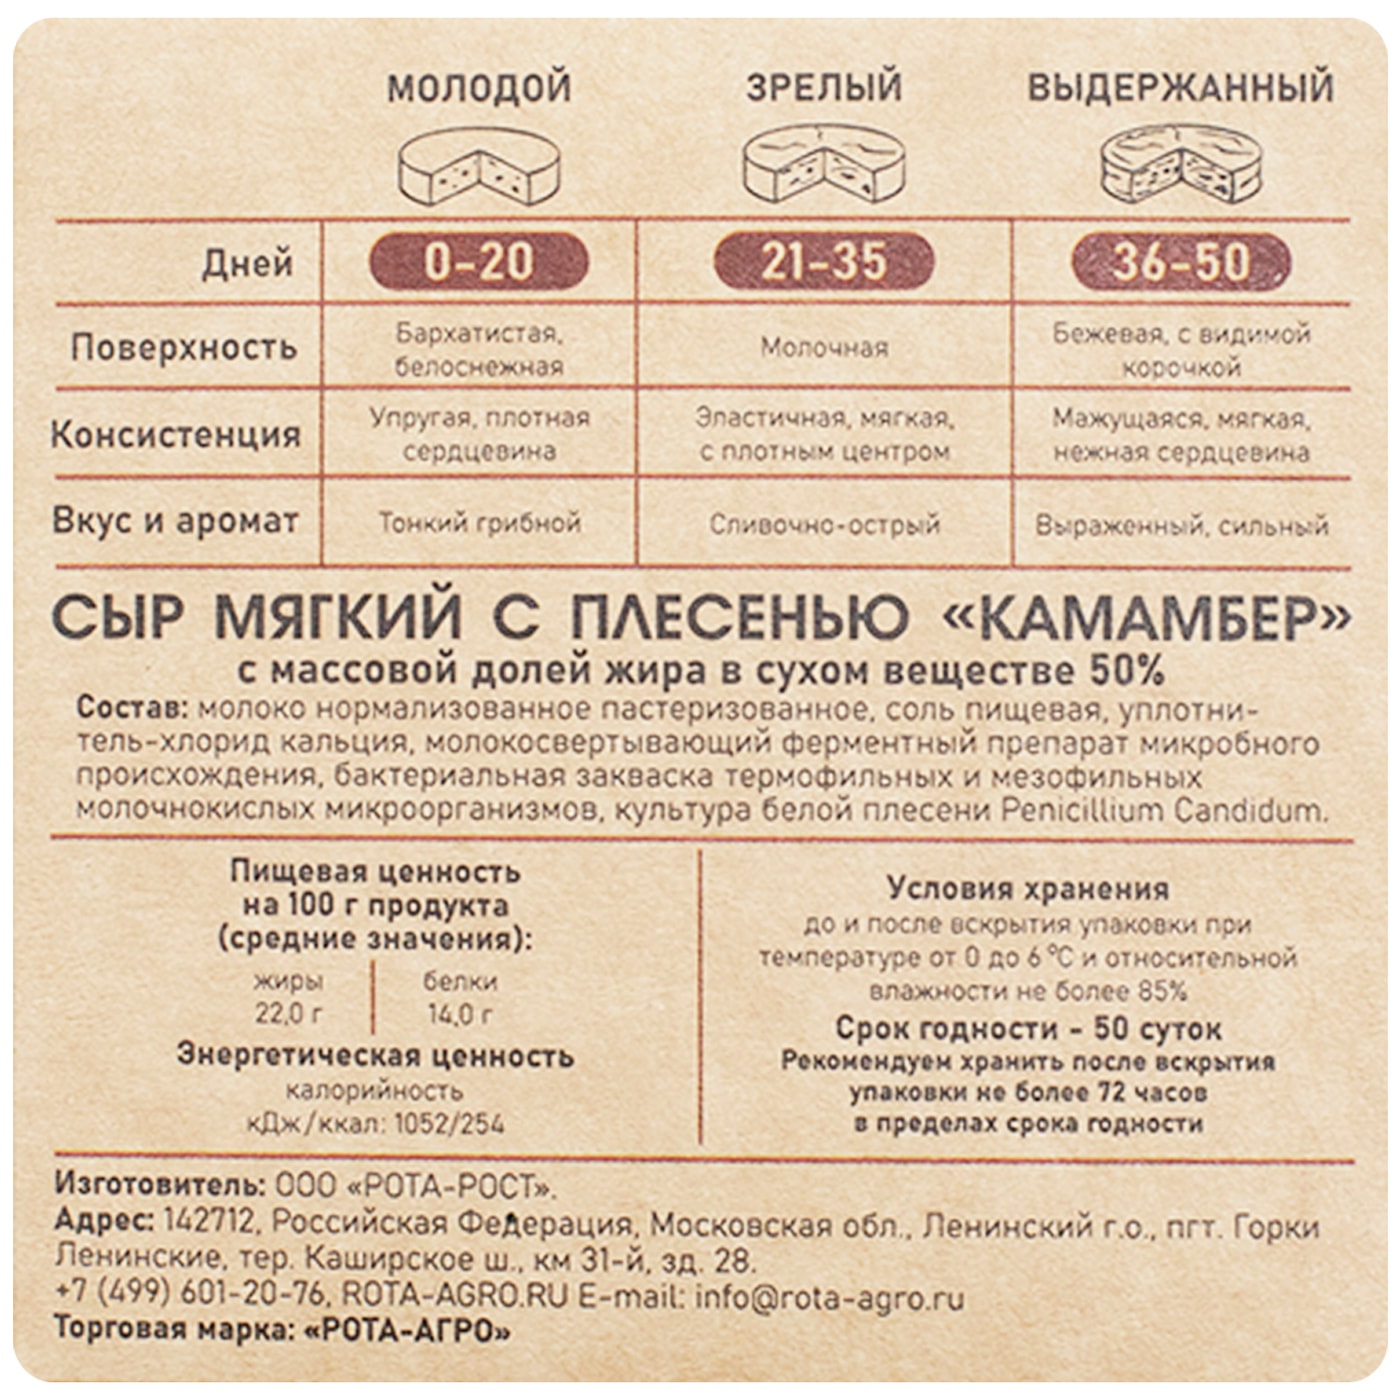 МОЛОДОЙ ЗРЕЛЫЙ ВЫДЕРЖАННЫЙ
Дней 0-20 21-35 36-50
Поверхность Бархатистая, белоснежная Молочная Бежевая, с видимой корочкой
Консистенция Упругая, плотная сердцевина Эластичная, мягкая, с плотным центром Мажущаяся, мягкая, нежная сердцевина
Вкус и аромат Тонкий грибной Сливочно-острый Выраженный, сильный
СЫР МЯГКИЙ С ПЛЕСЕНЬЮ «КАМАМБЕР»
с массовой долей жира в сухом веществе 50%
Состав: молоко нормализованное пастеризованное, соль пищевая, уплотни-
тель-хлорид кальция, молокосвертывающий ферментный препарат микробного
происхождения, бактериальная закваска термофильных и мезофильных
молочнокислых микроорганизмов, культура белой плесени Penicillium Candidum.
Пищевая ценность
на 100 г продукта
(средние значения):
жиры белки
22,0 г 14,0 г
Энергетическая ценность
калорийность
кДж/ккал: 1052/254
Условия хранения
до и после вскрытия упаковки при
температуре от 0 до 6 °С и относительной
влажности не более 85%
Срок годности - 50 суток
Рекомендуем хранить после вскрытия
упаковки не более 72 часов
в пределах срока годности
Изготовитель: ООО «РОТА-РОСТ».
Адрес: 142712, Российская Федерация, Московская обл., Ленинский г.о., пгт. Горки
Ленинские, тер. Каширское ш., км 31-й, зд. 28.
+7 (499) 601-20-76, ROTA-AGRO.RU E-mail: info@rota-agro.ru
Торговая марка: «РОТА-АГРО»